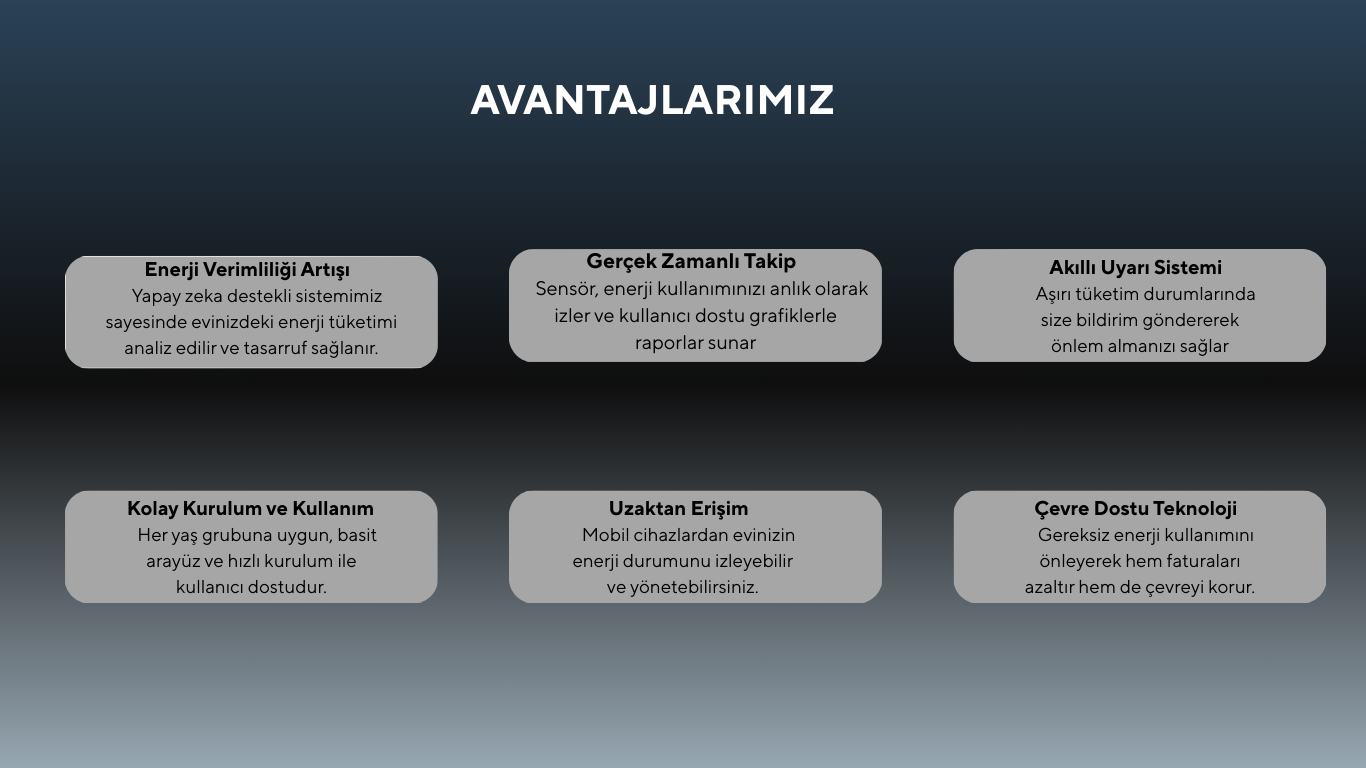 AVANTAJLARIMIZ
Enerji Verimliliği Artışı
Yapay zeka destekli sistemimiz
sayesinde evinizdeki enerji tüketimi
analiz edilir ve tasarruf sağlanır.
Gerçek Zamanlı Takip
Sensör, enerji kullanımınızı anlık olarak
izler ve kullanıcı dostu grafiklerle
raporlar sunar
Akıllı Uyarı Sistemi
Aşırı tüketim durumlarında
size bildirim göndererek
önlem almanızı sağlar
Kolay Kurulum ve Kullanım
Her yaş grubuna uygun, basit
arayüz ve hızlı kurulum ile
kullanıcı dostudur.
Uzaktan Erişim
Mobil cihazlardan evinizin
enerji durumunu izleyebilir
ve yönetebilirsiniz.
Çevre Dostu Teknoloji
Gereksiz enerji kullanımını
önleyerek hem faturaları
azaltır hem de çevreyi korur.